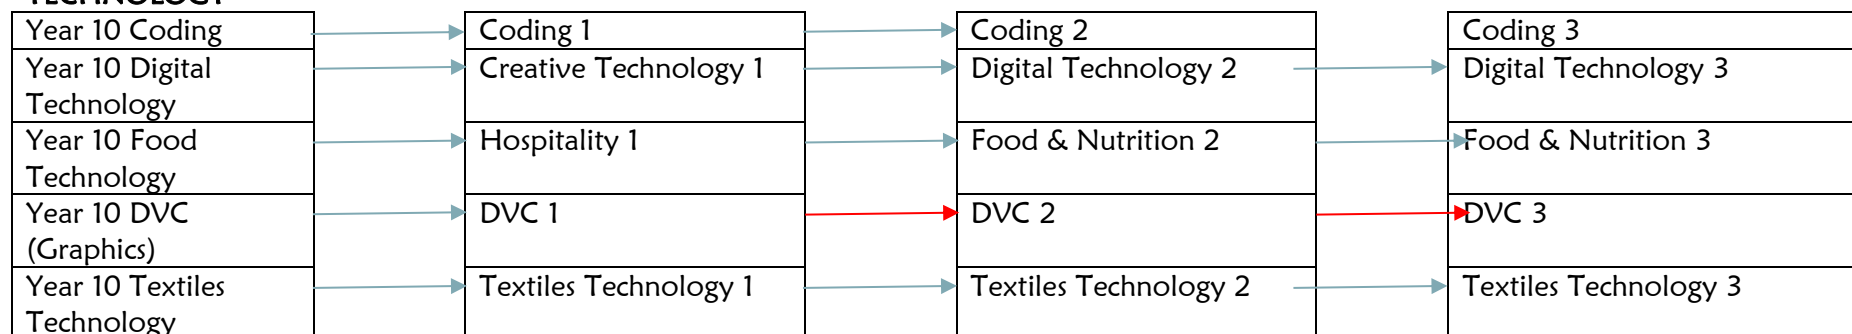 TECHNOLOGY
Year 10 Coding
Coding 1
Coding 2
Coding 3
Year 10 Digital
Technology
Creative Technology 1
Digital Technology 2
Digital Technology 3
Year 10 Food
Technology
Hospitality 1
Food & Nutrition 2
Food & Nutrition 3
Year 10 DVC
(Graphics)
DVC 1
DVC 2
DVC 3
Year 10 Textiles
Technology
Textiles Technology 1
Textiles Technology 2
Textiles Technology 3